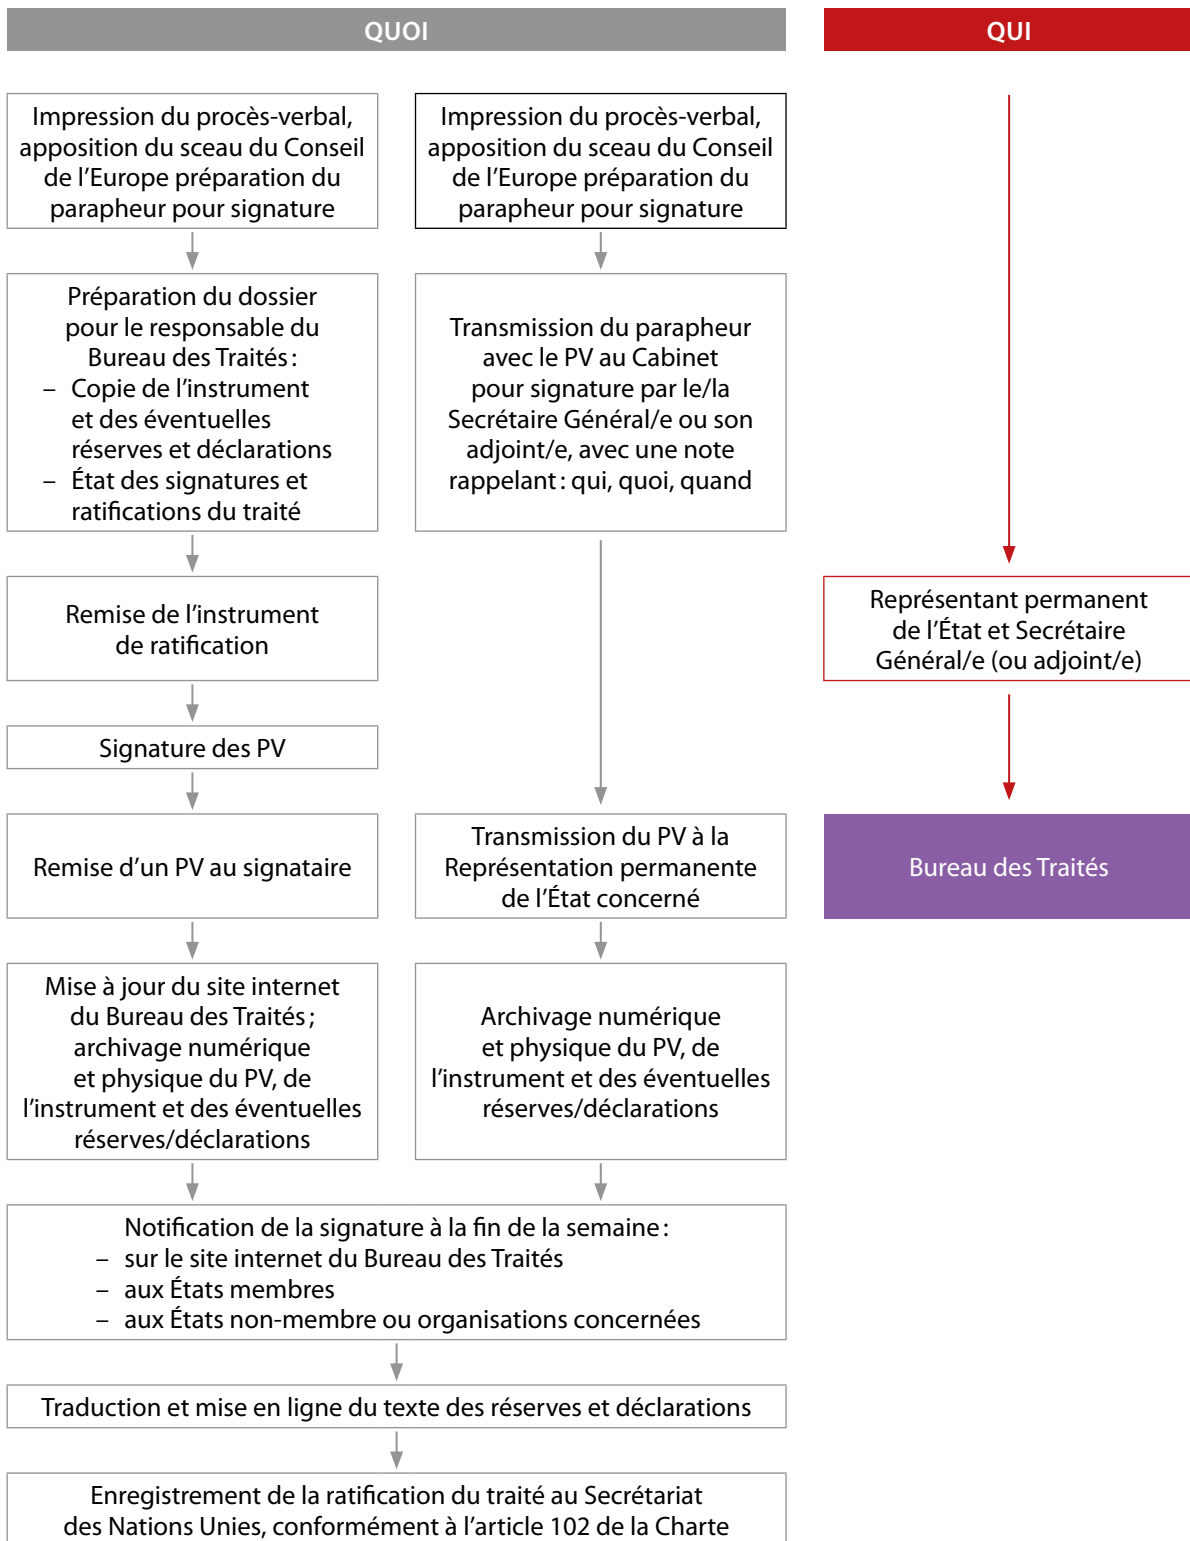 QUOI
QUI
Impression du procès-verbal,
apposition du sceau du Conseil
de l’Europe préparation du
parapheur pour signature
Impression du procès-verbal,
apposition du sceau du Conseil
de l’Europe préparation du
parapheur pour signature
Préparation du dossier
pour le responsable du
Bureau des Traités :
– Copie de l’instrument
et des éventuelles
réserves et déclarations
– État des signatures et
ratifications du traité
Transmission du parapheur
avec le PV au Cabinet
pour signature par le/la
Secrétaire Général/e ou son
adjoint/e, avec une note
rappelant : qui, quoi, quand
Remise de l’instrument
de ratification
Représentant permanent
de l’État et Secrétaire
Général/e (ou adjoint/e)
Signature des PV
Remise d’un PV au signataire
Transmission du PV à la
Représentation permanente
de l’État concerné
Bureau des Traités
Mise à jour du site internet
du Bureau des Traités ;
archivage numérique
et physique du PV, de
l’instrument et des éventuelles
réserves/déclarations
Archivage numérique
et physique du PV, de
l’instrument et des éventuelles
réserves/déclarations
Notification de la signature à la fin de la semaine :
– sur le site internet du Bureau des Traités
– aux États membres
– aux États non-membre ou organisations concernées
Traduction et mise en ligne du texte des réserves et déclarations
Enregistrement de la ratification du traité au Secrétariat
des Nations Unies, conformément à l’article 102 de la Charte